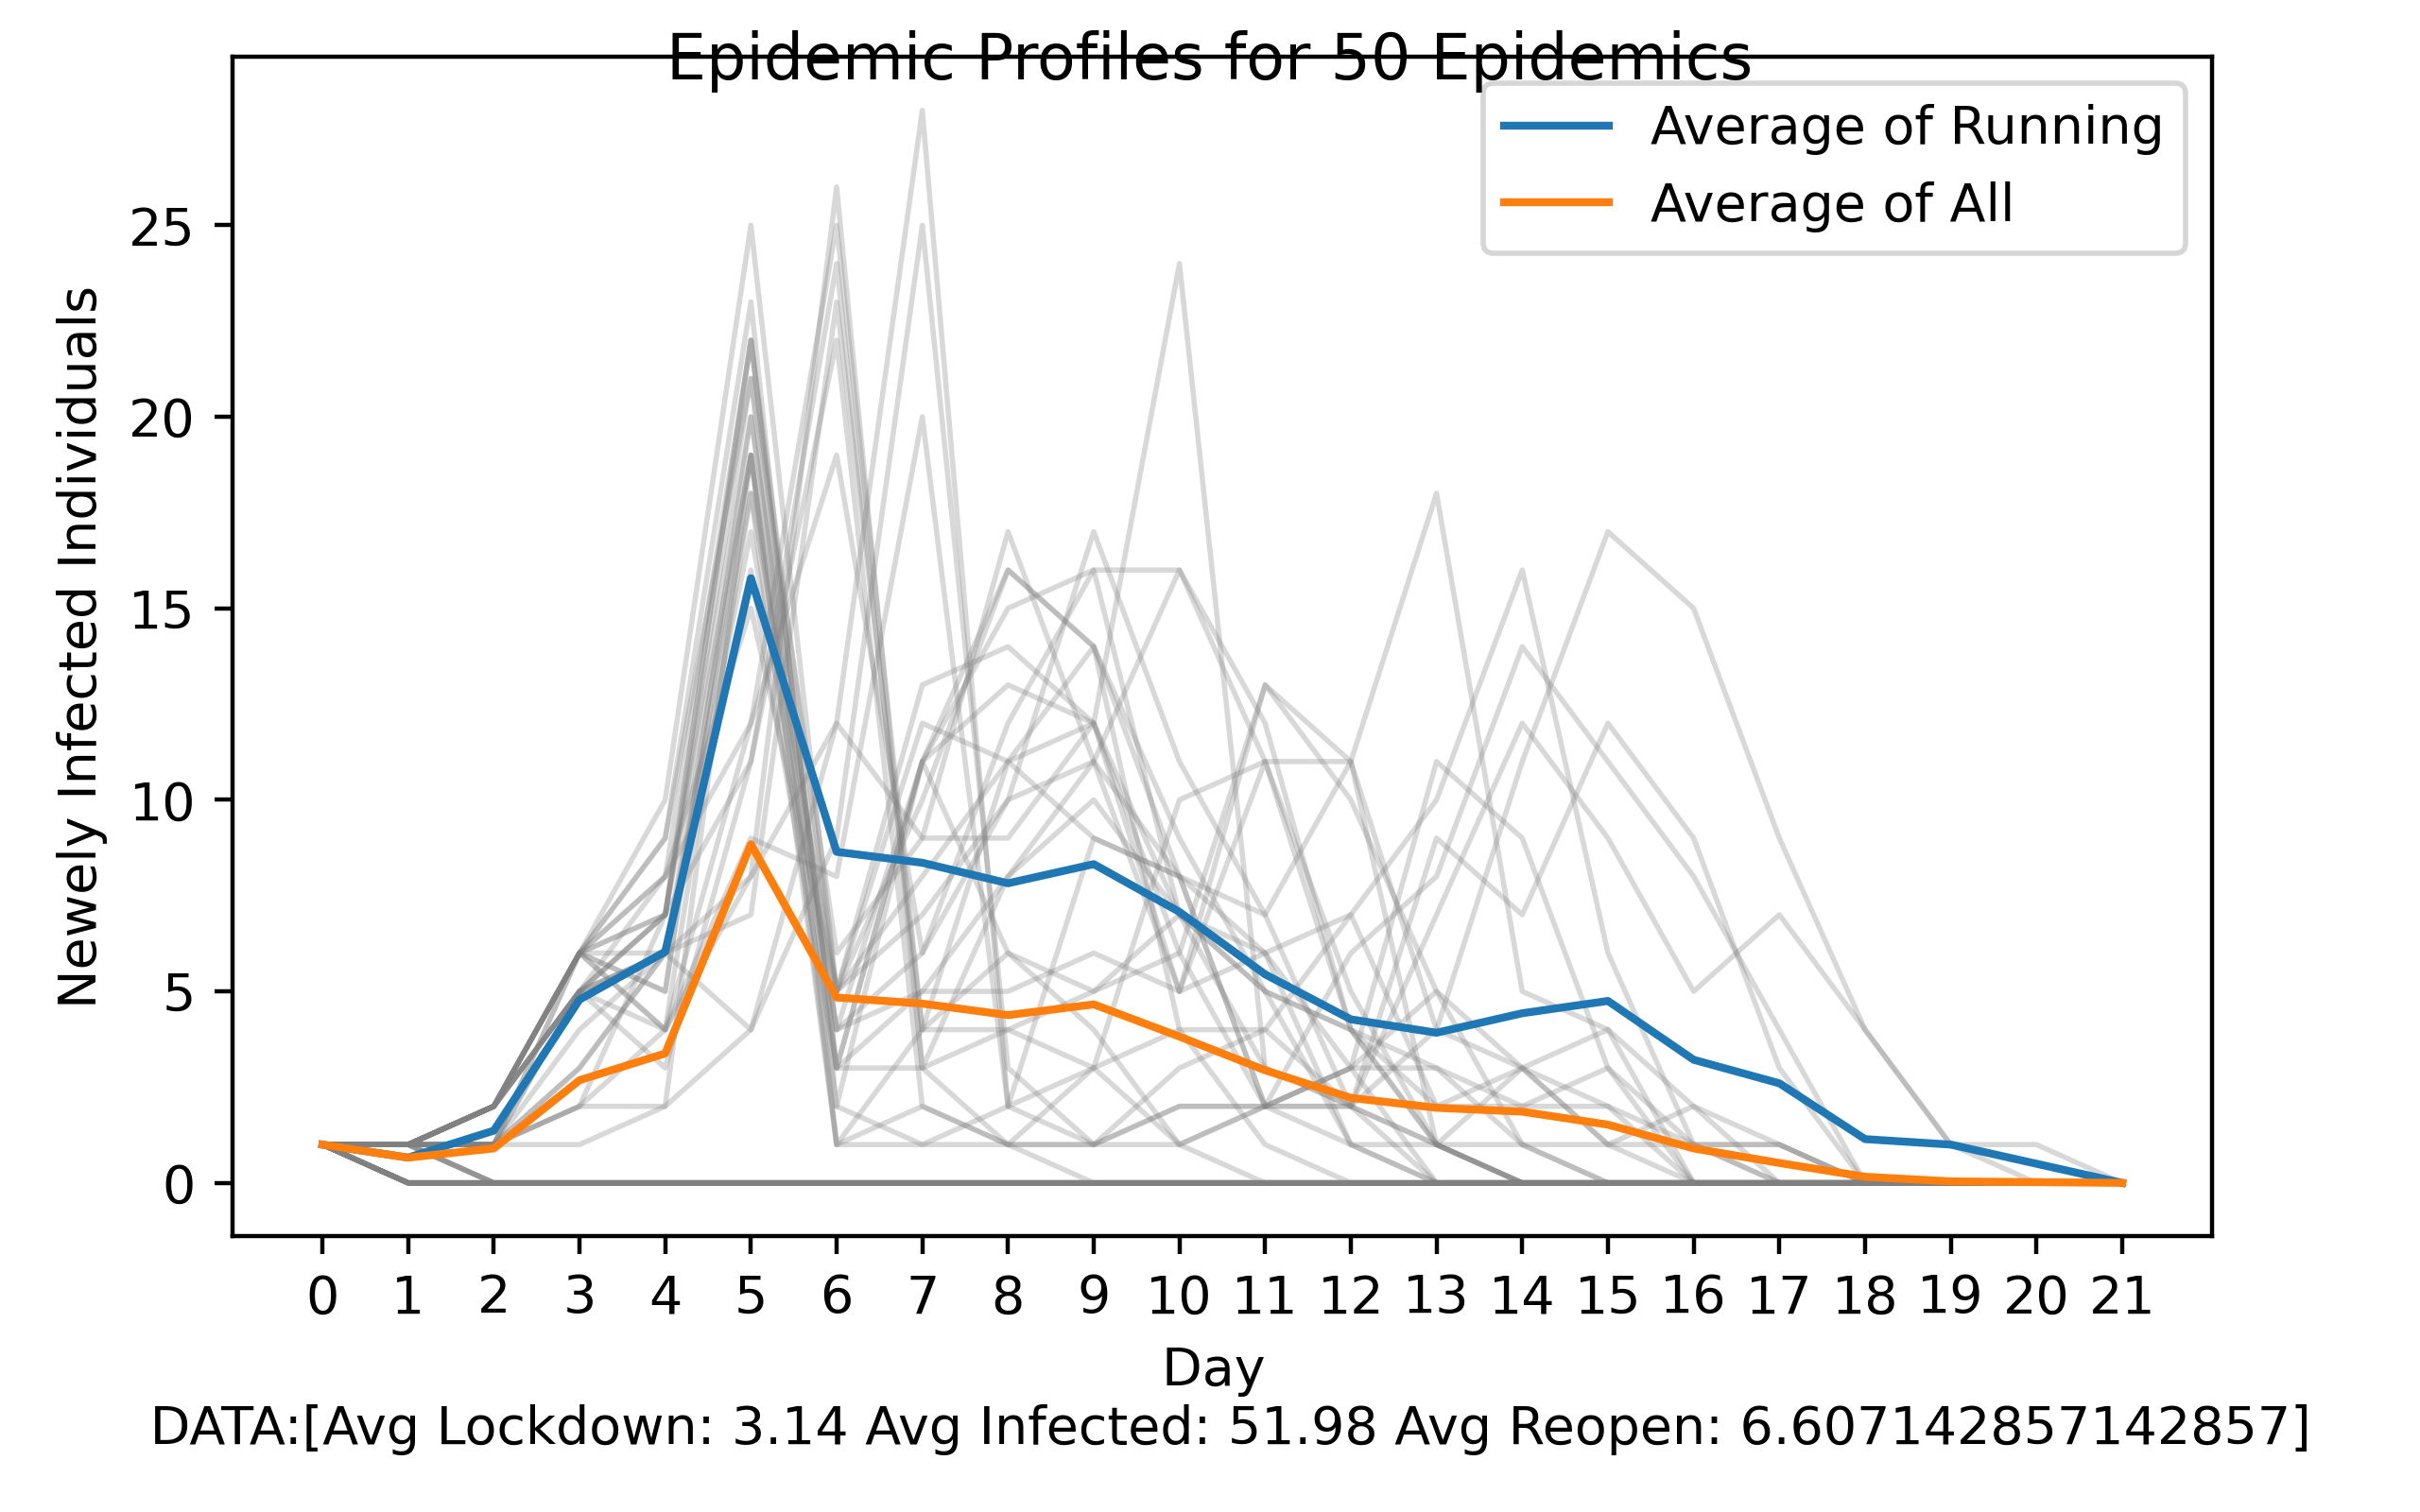 Epidemic Profiles for 50 Epidemics
Average of Running
Average of All
Newely Infected Individuals
25
20
15
10
5
0
0 1 2 3 4 5 6 7 8 9 10 11 12 13 14 15 16 17 18 19 20 21
Day
DATA:[Avg Lockdown: 3.14 Avg Infected: 51.98 Avg Reopen: 6.607142857142857]